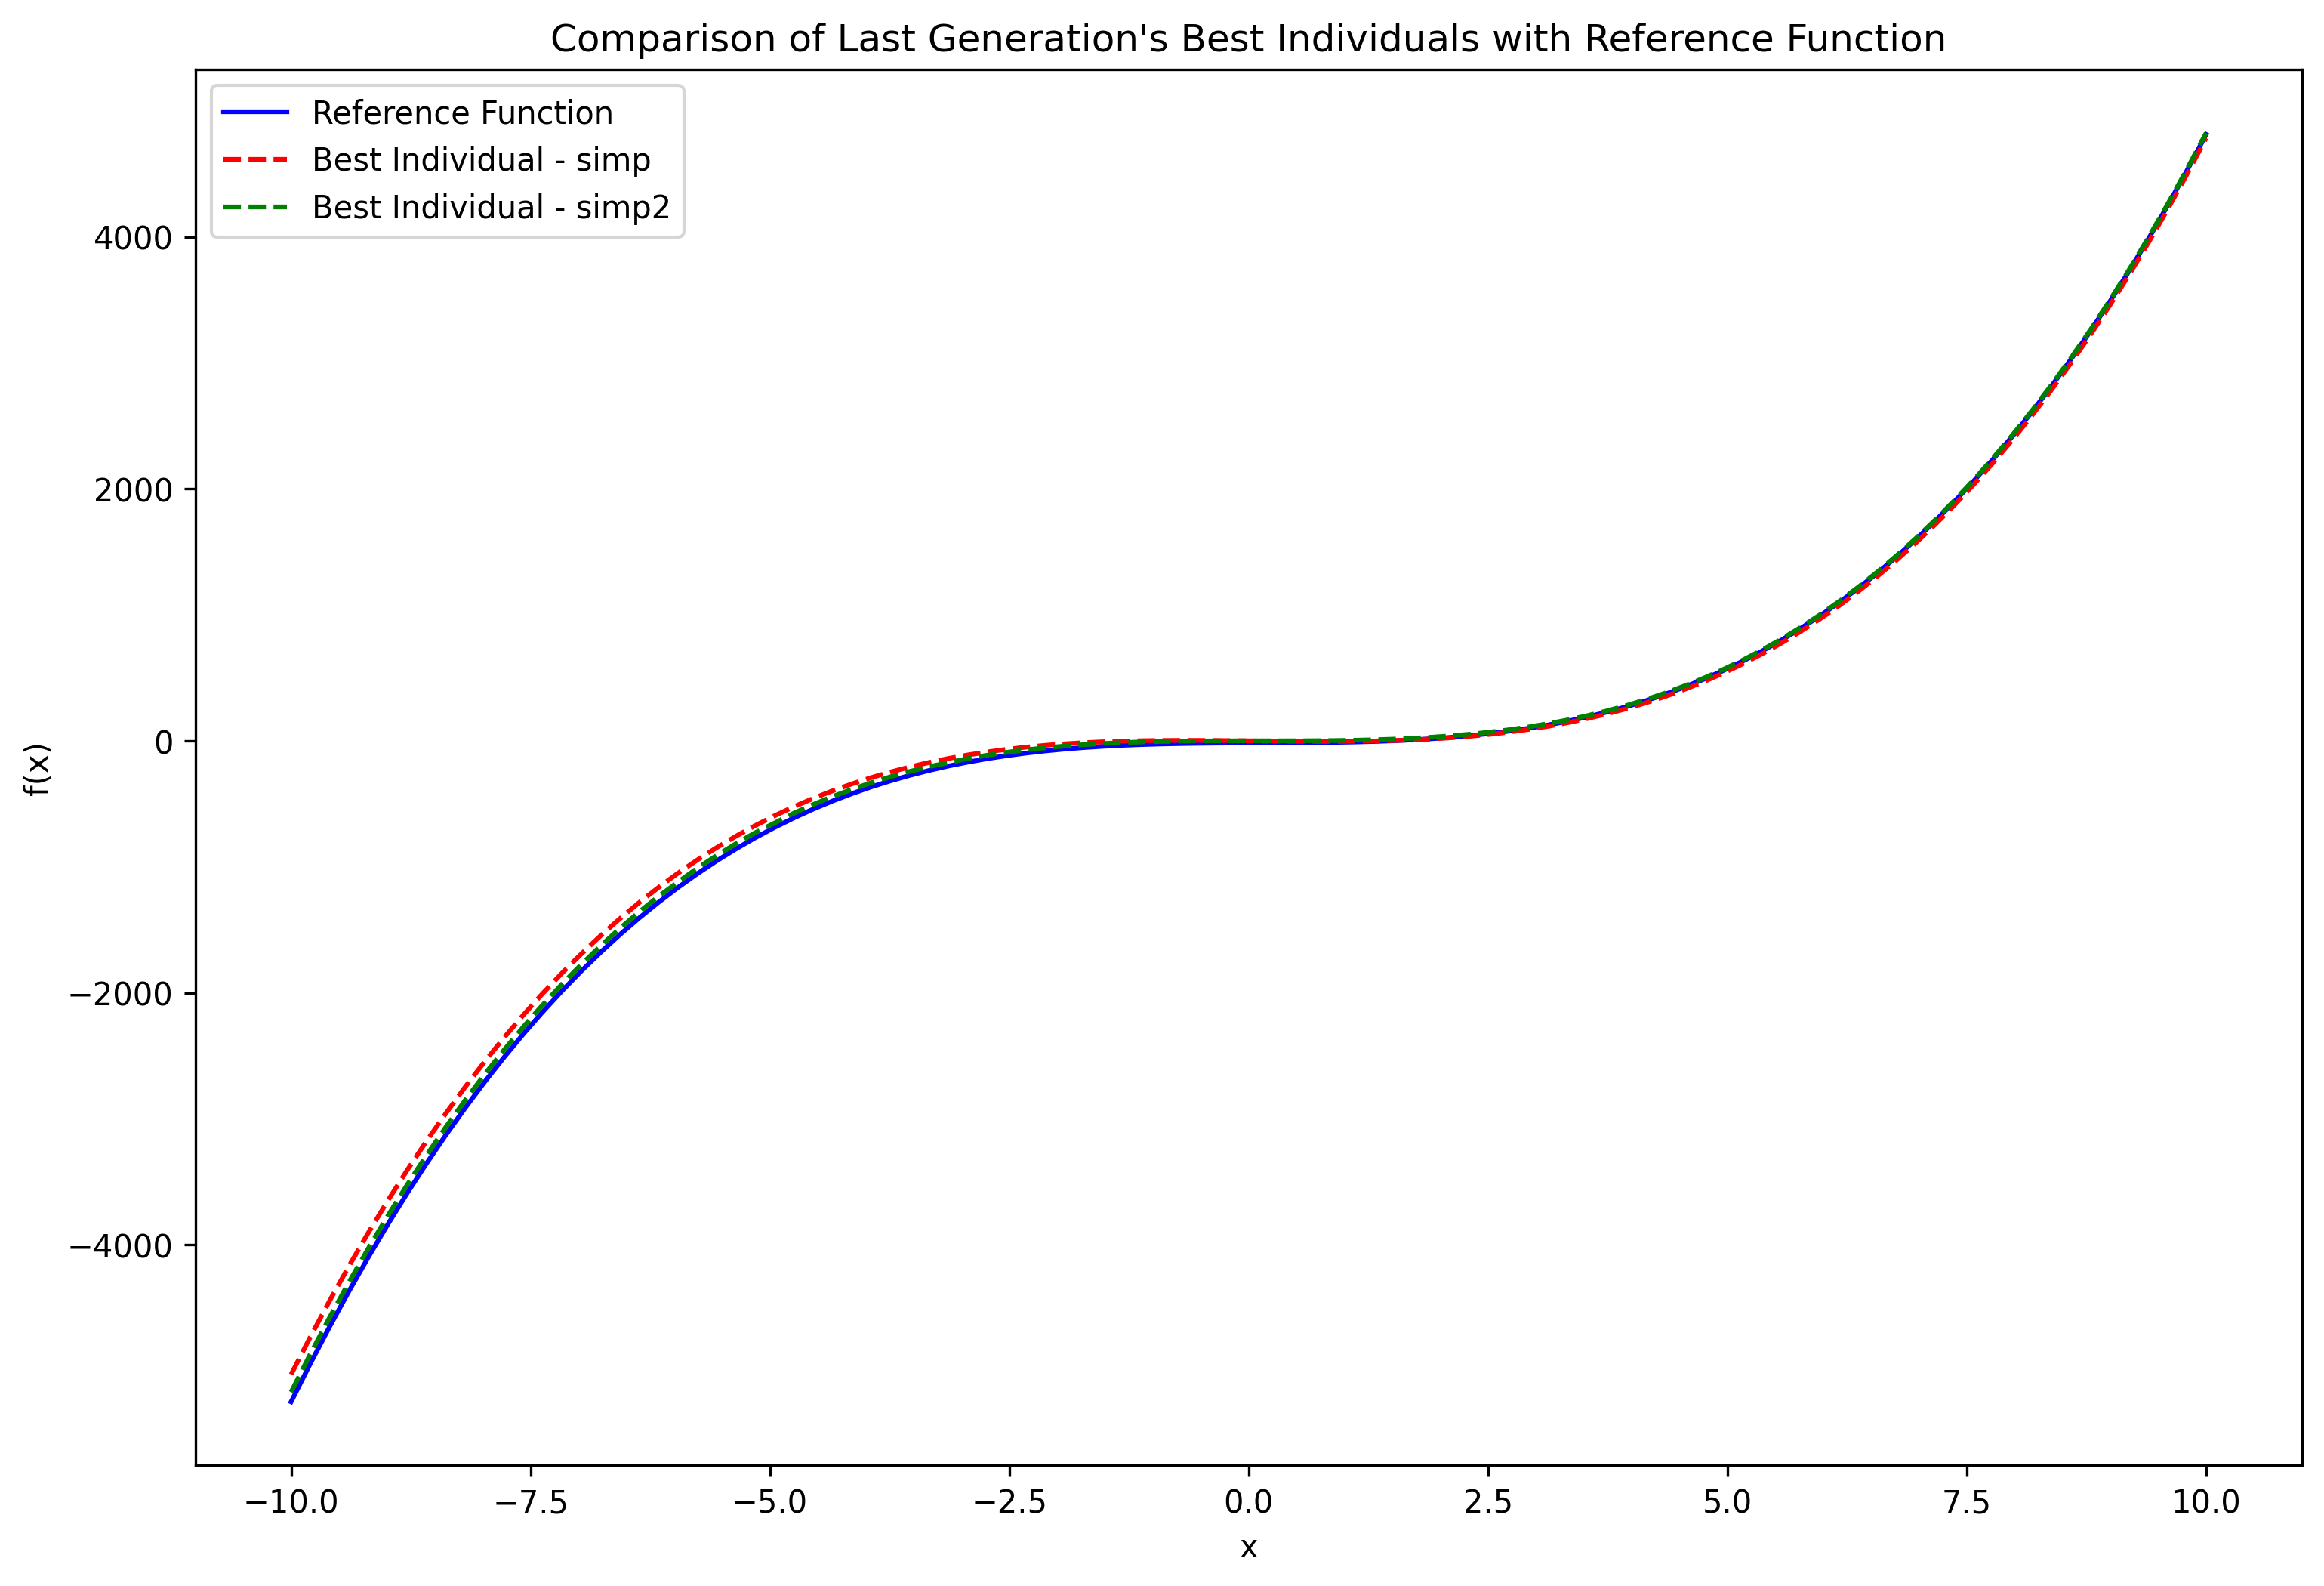 Comparison of Last Generation's Best Individuals with Reference Function
Reference Function
Best Individual - simp
Best Individual - simp2
4000
2000
0
−2000
−4000
f(x)
−10.0 −7.5 −5.0 −2.5 0.0 2.5 5.0 7.5 10.0
x